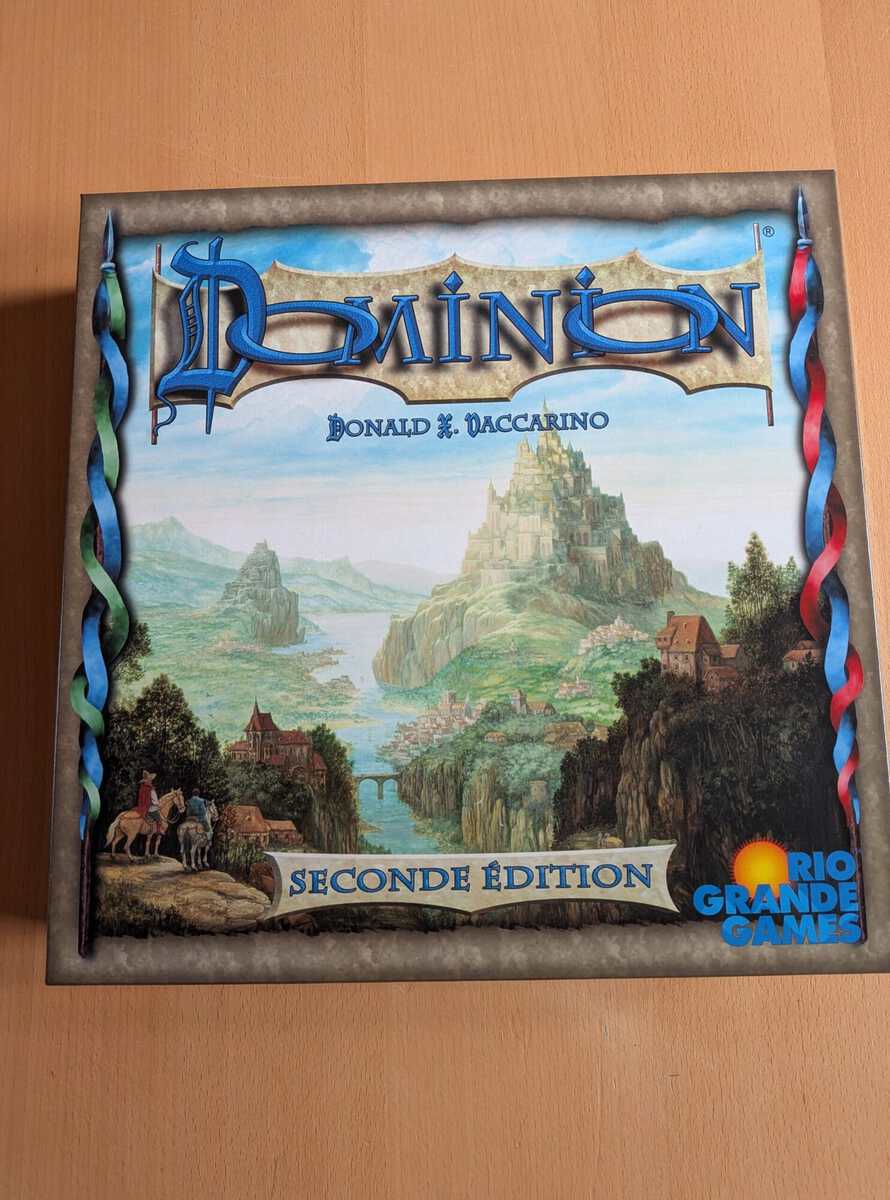 DOMINION
®
DONALD X. VACCARINO
SECONDE ÉDITION
RIO
GRANDE
GAMES